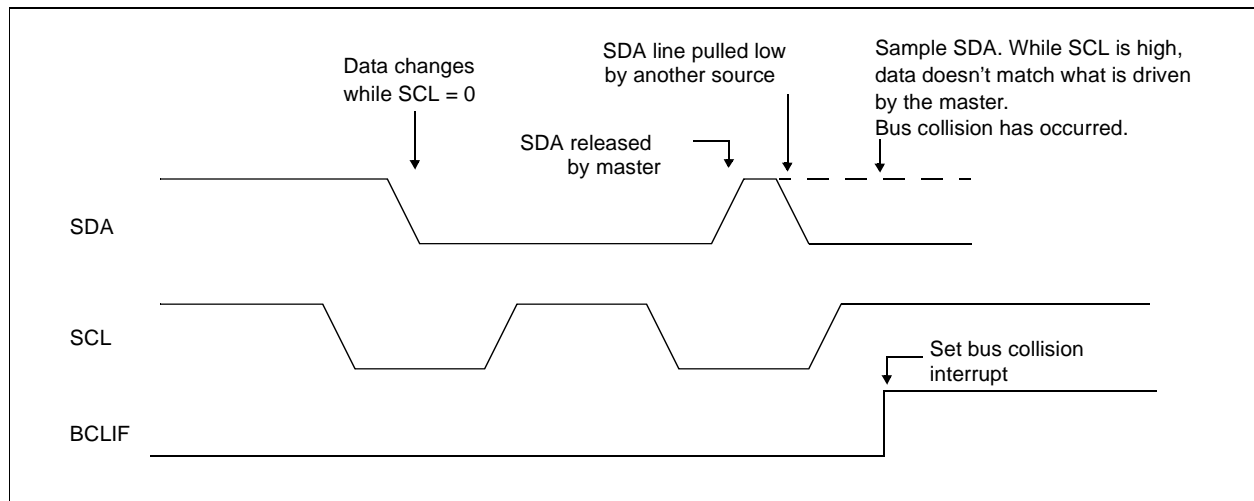 Data changes
while SCL = 0
SDA line pulled low
by another source
Sample SDA. While SCL is high,
data doesn't match what is driven
by the master.
Bus collision has occurred.
SDA released
by master
SDA
SCL
Set bus collision
interrupt
BCLIF